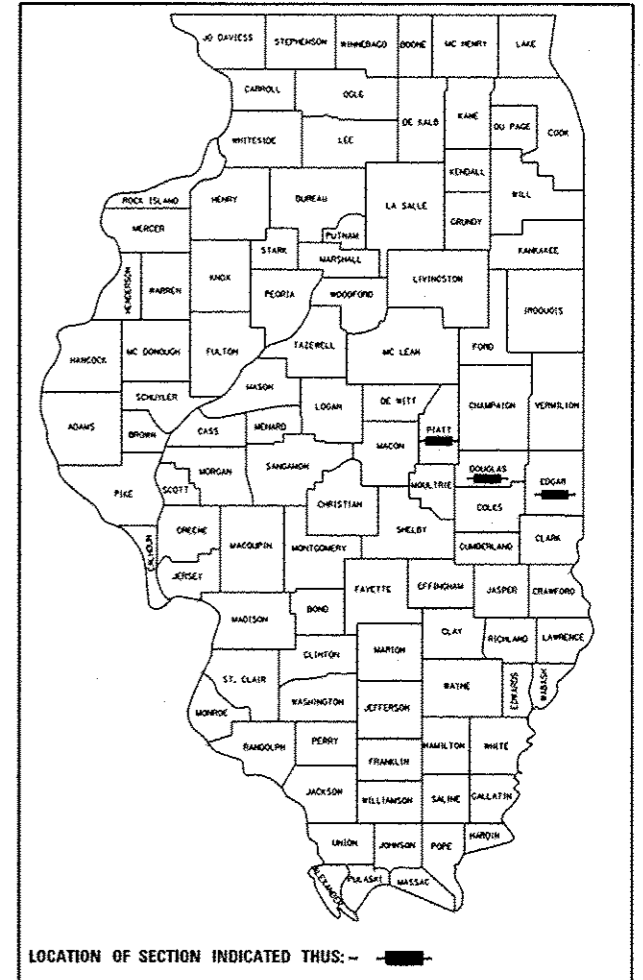 JO DAVIESS STEPHENSON WINNEBAGO BOONE MC HENRY LAKE
CARROLL OGLE DE KALB KANE DU PAGE COOK
WHITESIDE LEE
KENDALL WILL
ROCK ISLAND HENRY BUREAU LA SALLE GRUNDY
MERCER PUTNAM KANKAKEE
STARK MARSHALL LIVINGSTON
HENDERSON WARREN KNOX PEORIA WOODFORD IROQUOIS
HANCOCK MC DONOUGH FULTON TAZEWELL MC LEAN FORD
MASON
SCHUYLER LOGAN DE WITT CHAMPAIGN VERMILION
ADAMS BROWN CASS MENARD MACON PIATT
PIKE SCOTT MORGAN SANGAMON MOULTRIE DOUGLAS EDGAR
CHRISTIAN COLES
GREENE MACOUPIN MONTGOMERY SHELBY CUMBERLAND CLARK
CALHOUN JERSEY
FAYETTE EFFINGHAM JASPER CRAWFORD
MADISON BOND
CLAY RICHLAND LAWRENCE
CLINTON MARION
ST. CLAIR WAYNE EDWARDS WABASH
WASHINGTON JEFFERSON
MONROE
RANDOLPH PERRY HAMILTON WHITE
FRANKLIN
JACKSON WILLIAMSON SALINE GALLATIN
UNION JOHNSON POPE HARDIN
ALEXANDER PULASKI MASSAC
LOCATION OF SECTION INDICATED THUS: –